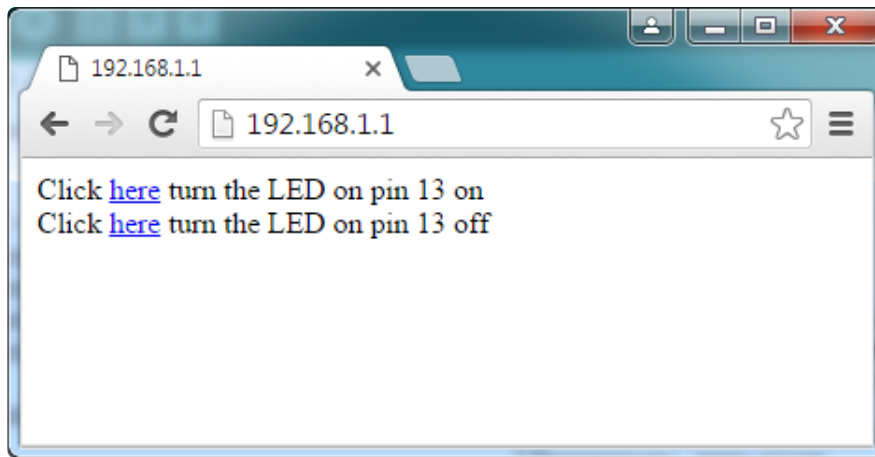 192.168.1.1
192.168.1.1
Click here turn the LED on pin 13 on
Click here turn the LED on pin 13 off